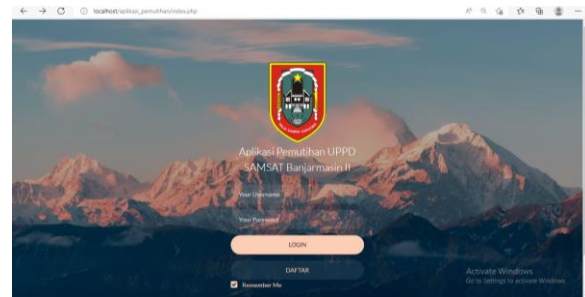 localhost/aplikasi_pemutihan/index.php
Aplikasi Pemutihan UPPD
SAMSAT Banjarmasin II
Your Username
Your Password
LOGIN
DAFTAR
Remember Me
Activate Windows
Go to Settings to activate Windows.